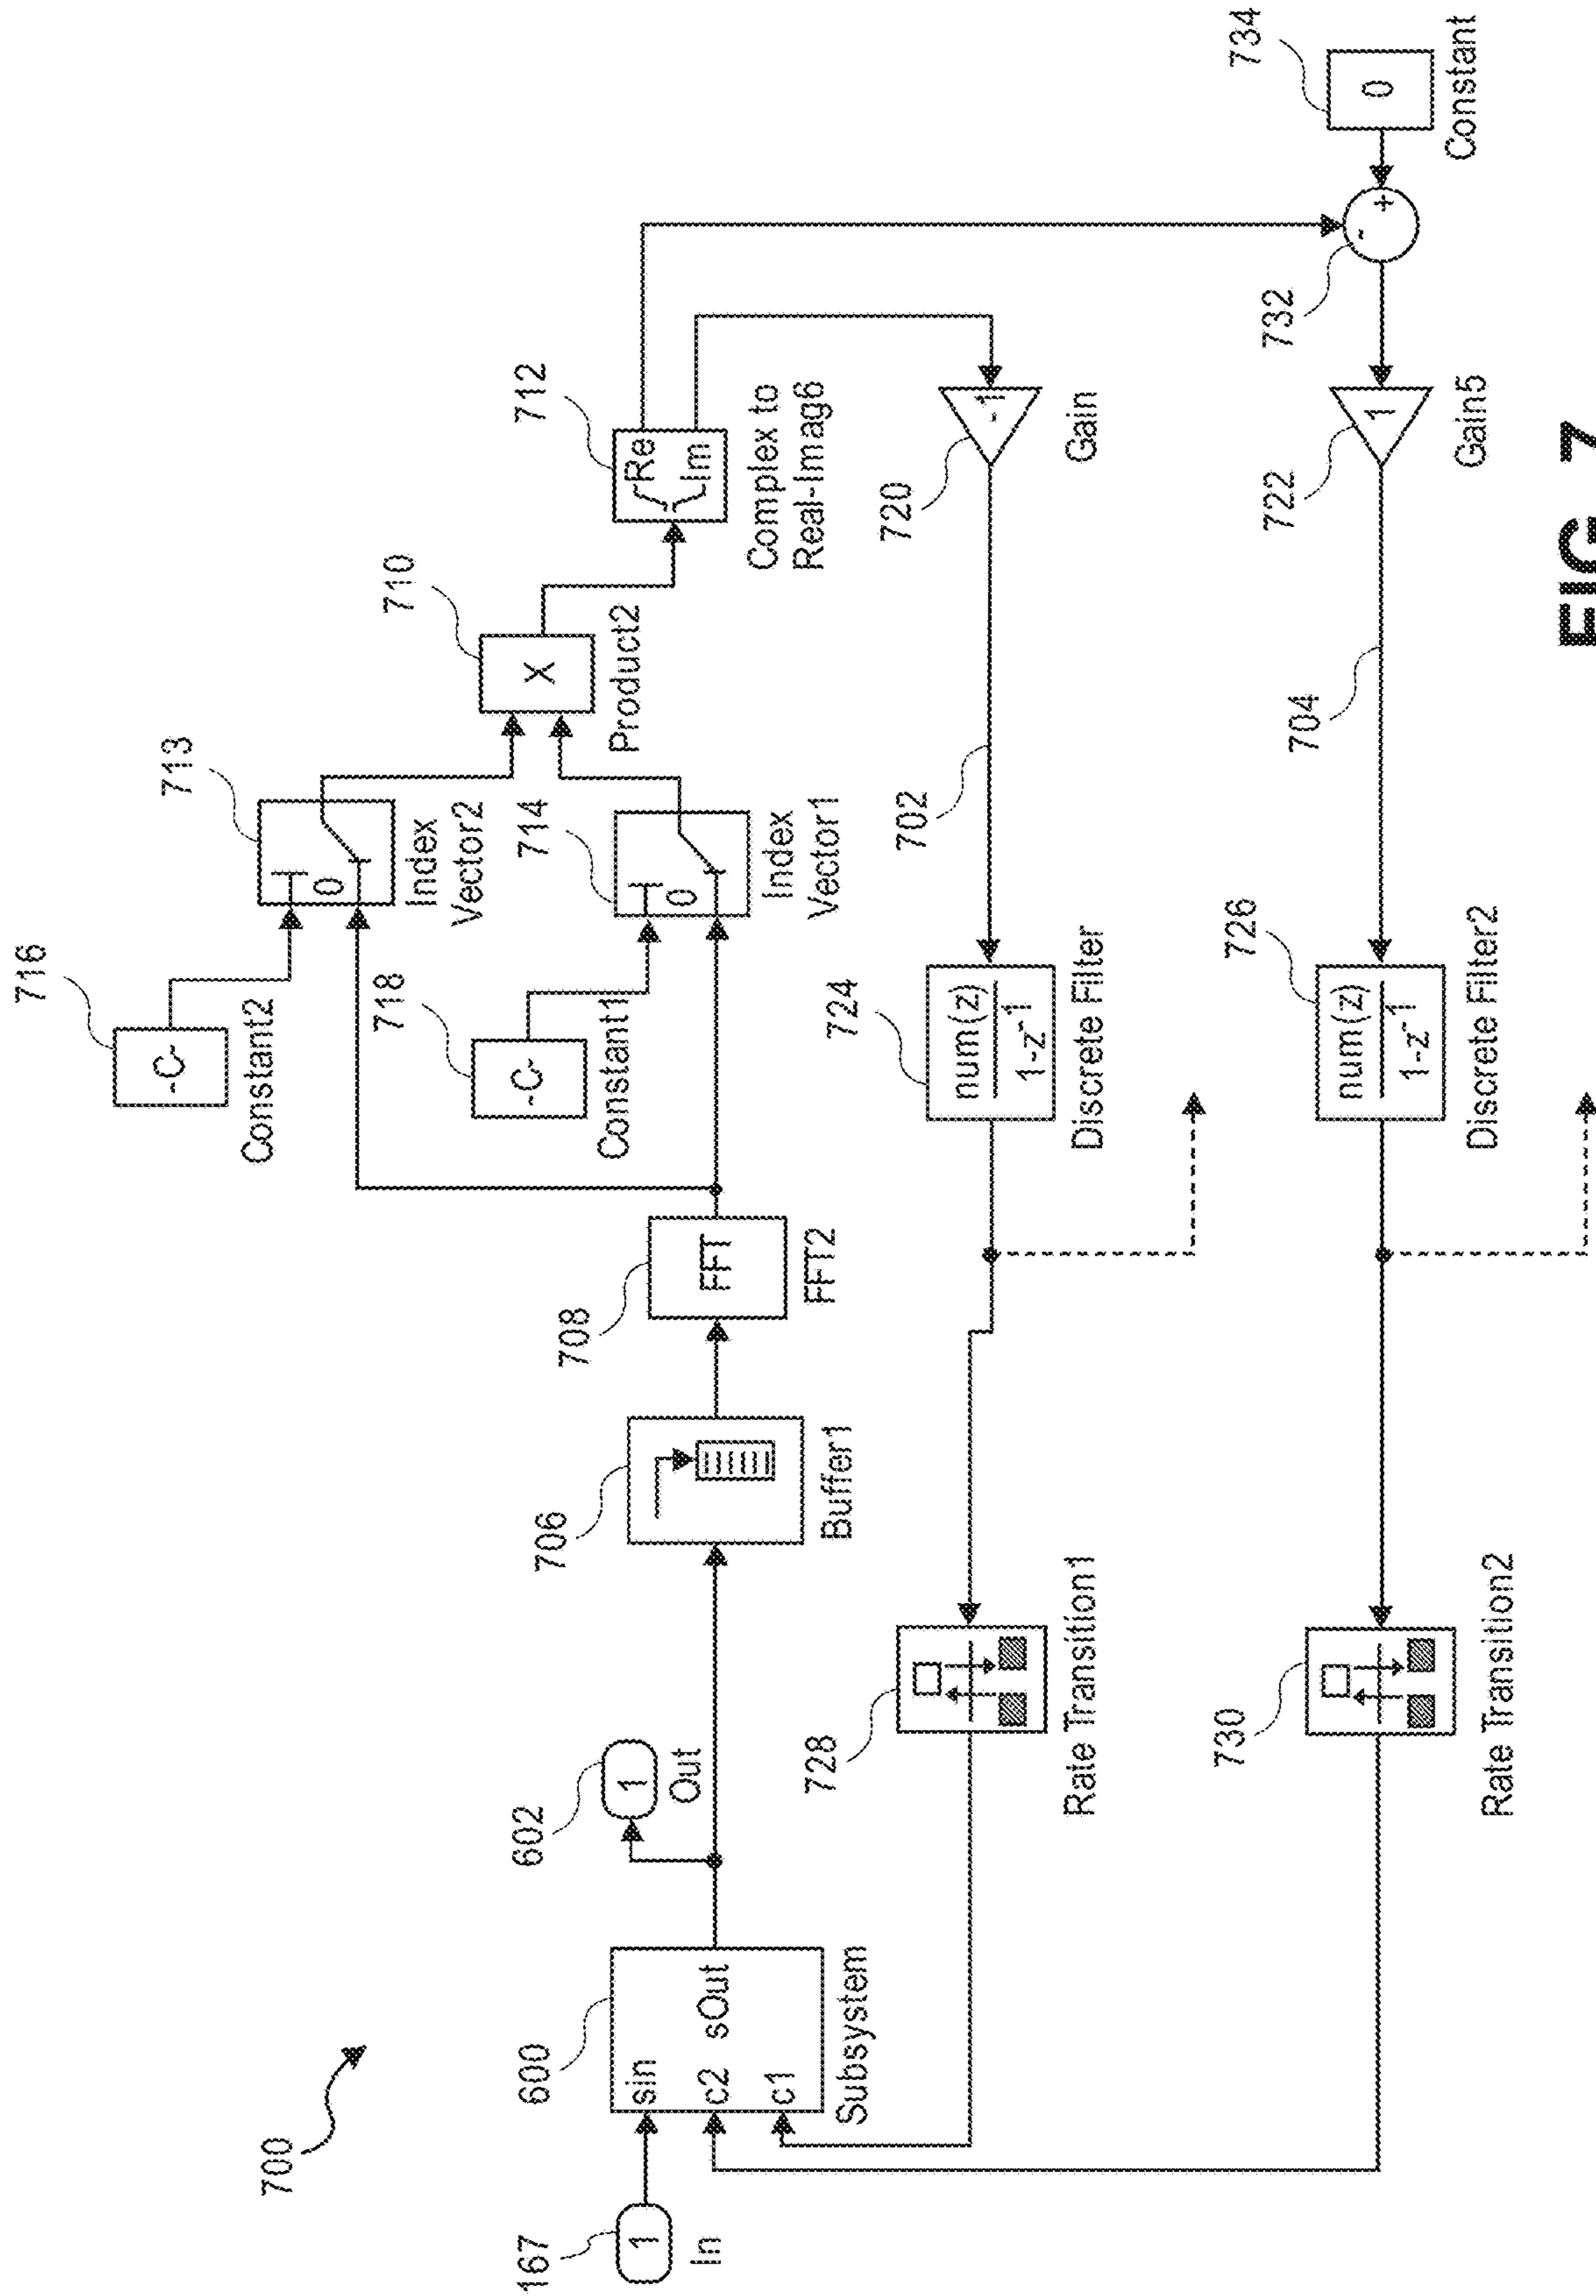 700
167
1
In
600
sin
c2
sOut
c1
Subsystem
602
1
Out
706
Buffer1
708
FFT
FFT2
716
-C-
Constant2
718
-C-
Constant1
713
0
Index
Vector2
714
0
Index
Vector1
710
X
Product2
712
Re
Im
Complex to
Real-Imag6
728
Rate Transition1
724
num(z)
1-z-1
Discrete Filter
702
720
-1
Gain
730
Rate Transition2
726
num(z)
1-z-1
Discrete Filter2
704
722
1
Gain5
732
-
+
734
0
Constant
FIG. 7